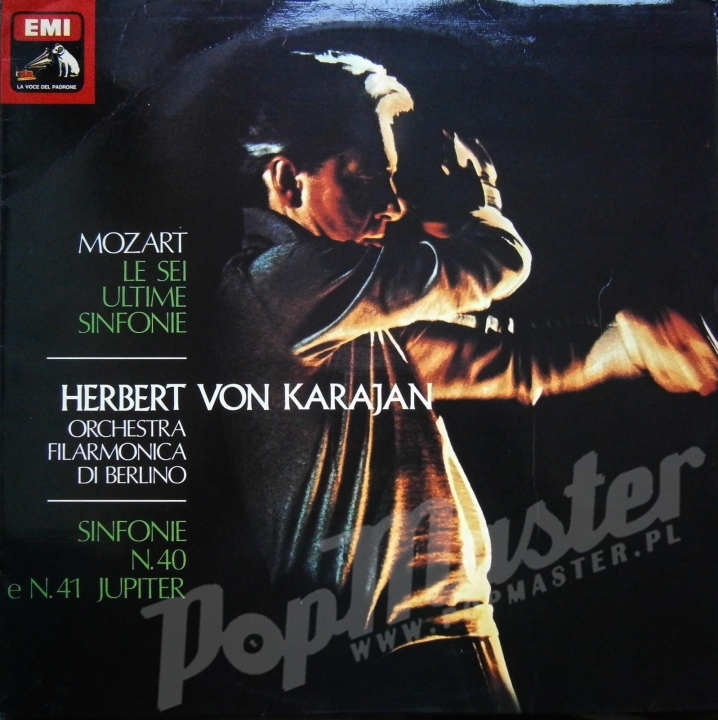 EMI
LA VOCE DEL PADRONE
MOZART
LE SEI
ULTIME
SINFONIE
HERBERT VON KARAJAN
ORCHESTRA
FILARMONICA
DI BERLINO
SINFONIE
N.40
e N.41 JUPITER
PopMaster
WWW.POPMASTER.PL